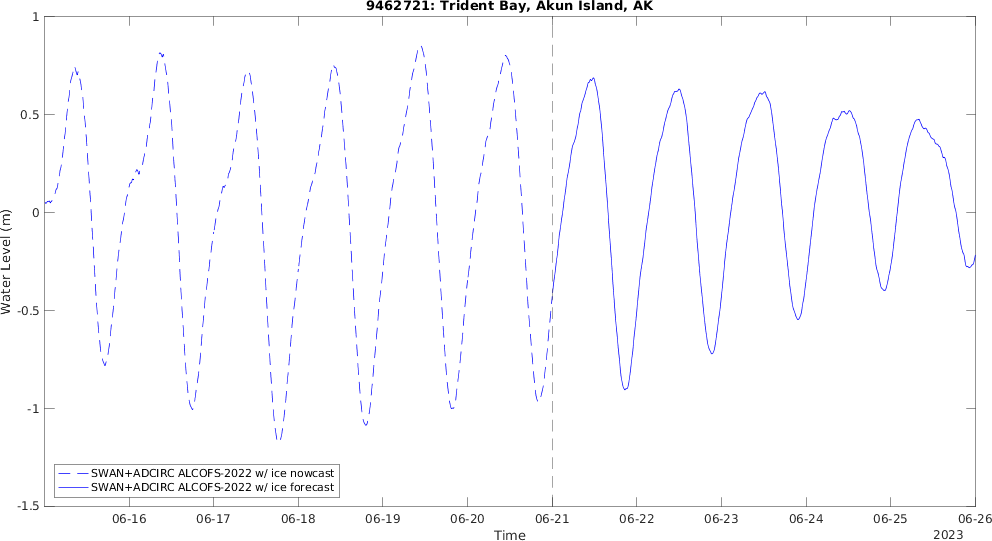 9462721: Trident Bay, Akun Island, AK
1
0.5
0
-0.5
-1
-1.5
Water Level (m)
SWAN+ADCIRC ALCOFS-2022 w/ ice nowcast
SWAN+ADCIRC ALCOFS-2022 w/ ice forecast
06-16 06-17 06-18 06-19 06-20 06-21 06-22 06-23 06-24 06-25 06-26
Time
2023